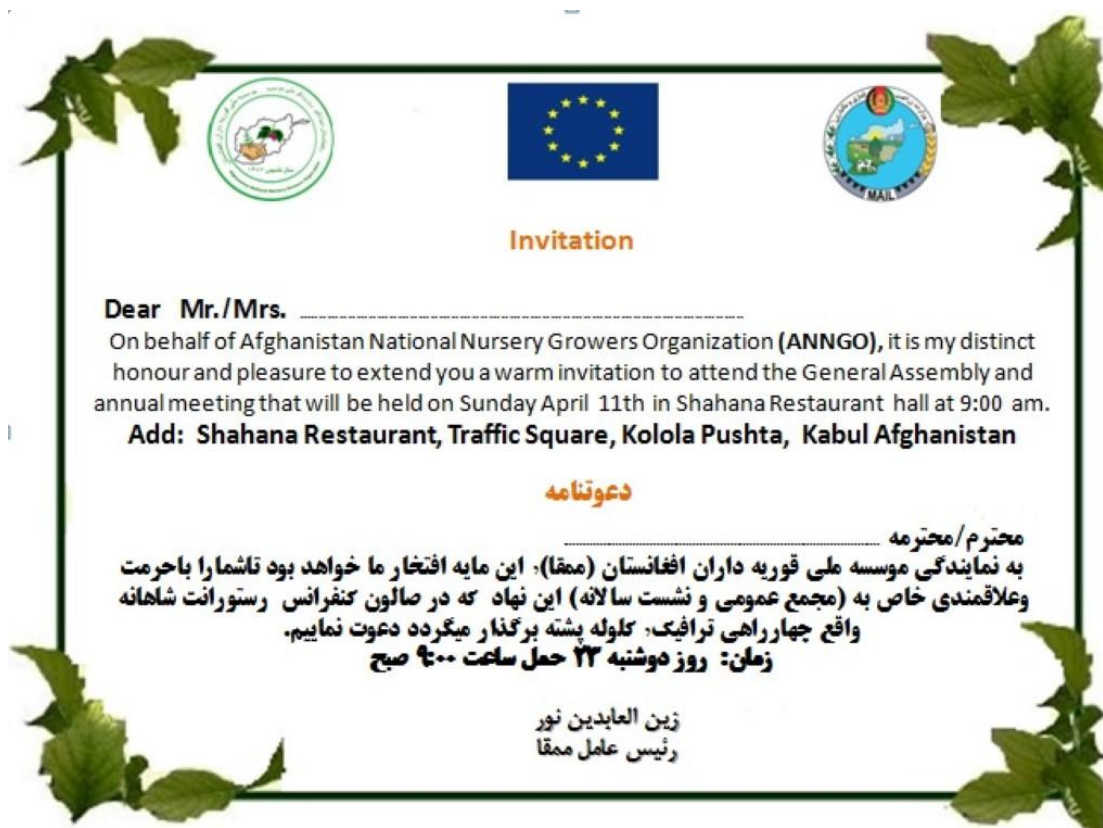 MAIL
Invitation
Dear Mr./Mrs.
On behalf of Afghanistan National Nursery Growers Organization (ANNGO), it is my distinct
honour and pleasure to extend you a warm invitation to attend the General Assembly and
annual meeting that will be held on Sunday April 11th in Shahana Restaurant hall at 9:00 am.
Add: Shahana Restaurant, Traffic Square, Kolola Pushta, Kabul Afghanistan
دعوتنامه
محترم/محترمه
به نمایندگی موسسه ملی قوریه داران افغانستان (ممقا)، این مایه افتخار ما خواهد بود تاشمارا باحرمت
وعلاقمندی خاص به (مجمع عمومی و نشست سالانه) این نهاد که در صالون کنفرانس رستورانت شاهانه
واقع چهارراهی ترافیک، کلوله پشته برگذار میگردد دعوت نماییم.
زمان: روز دوشنبه ۲۳ حمل ساعت ۹:۰۰ صبح
زین العابدین نور
رئیس عامل ممقا